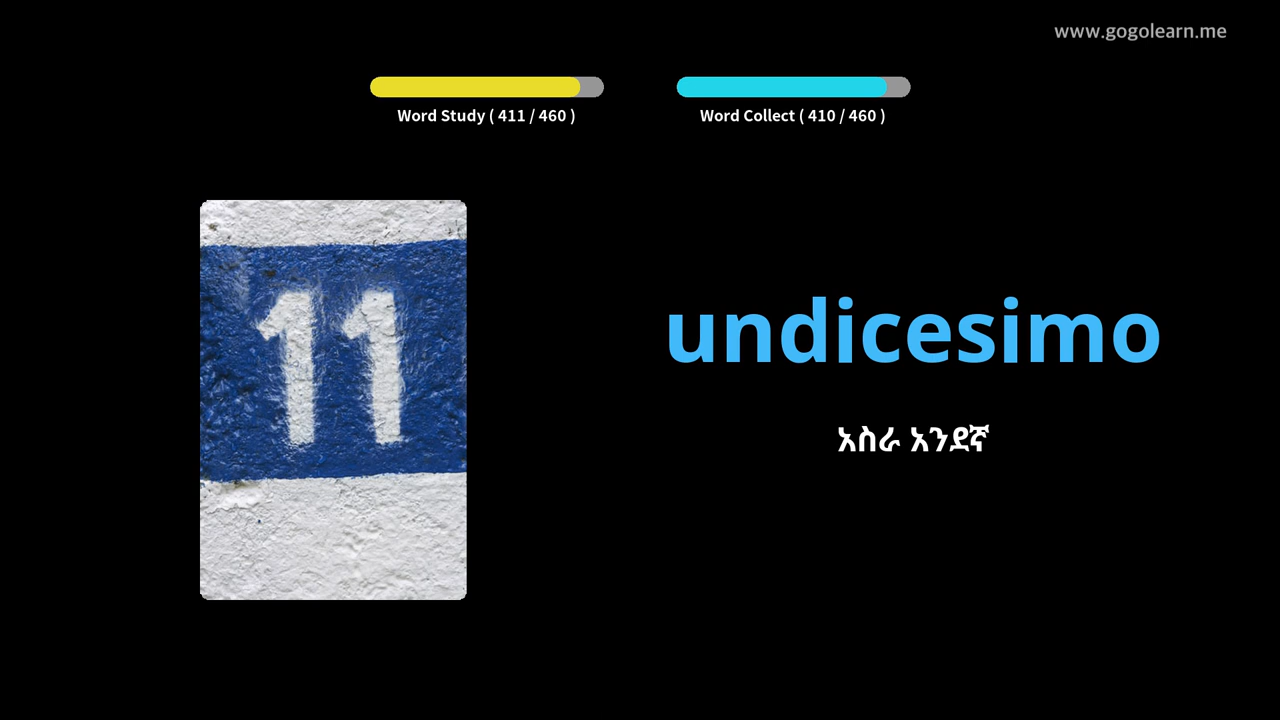 www.gogolearn.me
Word Study ( 411 / 460 )
Word Collect ( 410 / 460 )
11
undicesimo
አስራ አንደኛ